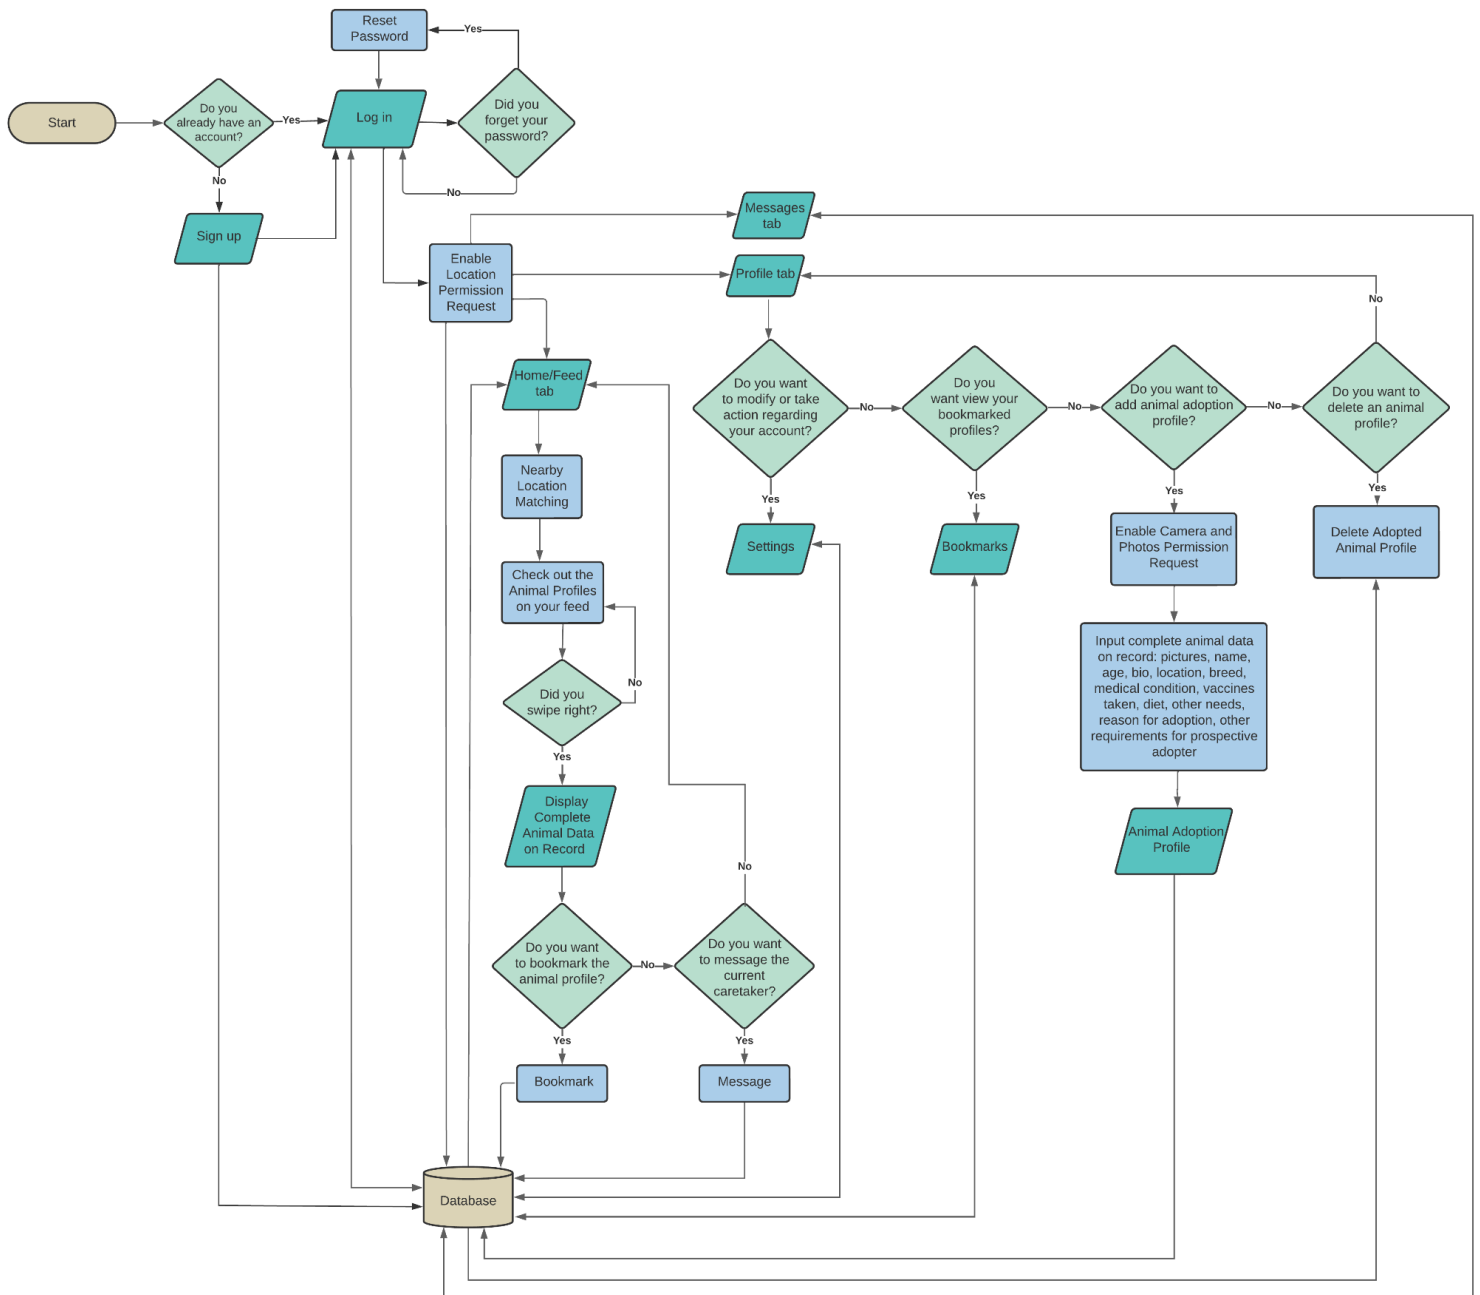 Reset
Password
Yes
Do you
already have an
account?
Start
Yes
Log in
Did you
forget your
password?
No
No
Sign up
Messages
tab
Enable
Location
Permission
Request
Profile tab
No
Home/Feed
tab
Do you want
to modify or take
action regarding
your account?
No
Do you
want view your
bookmarked
profiles?
No
Do you want to
add animal adoption
profile?
No
Do you want to
delete an animal
profile?
Nearby
Location
Matching
Yes
Yes
Yes
Yes
Settings
Bookmarks
Enable Camera and
Photos Permission
Request
Delete Adopted
Animal Profile
Check out the
Animal Profiles
on your feed
No
Did you
swipe right?
Input complete animal data
on record: pictures, name,
age, bio, location, breed,
medical condition, vaccines
taken, diet, other needs,
reason for adoption, other
requirements for prospective
adopter
Yes
Display
Complete
Animal Data
on Record
Animal Adoption
Profile
No
Do you want
to bookmark the
animal profile?
No
Do you want
to message the
current
caretaker?
Yes
Yes
Bookmark
Message
Database